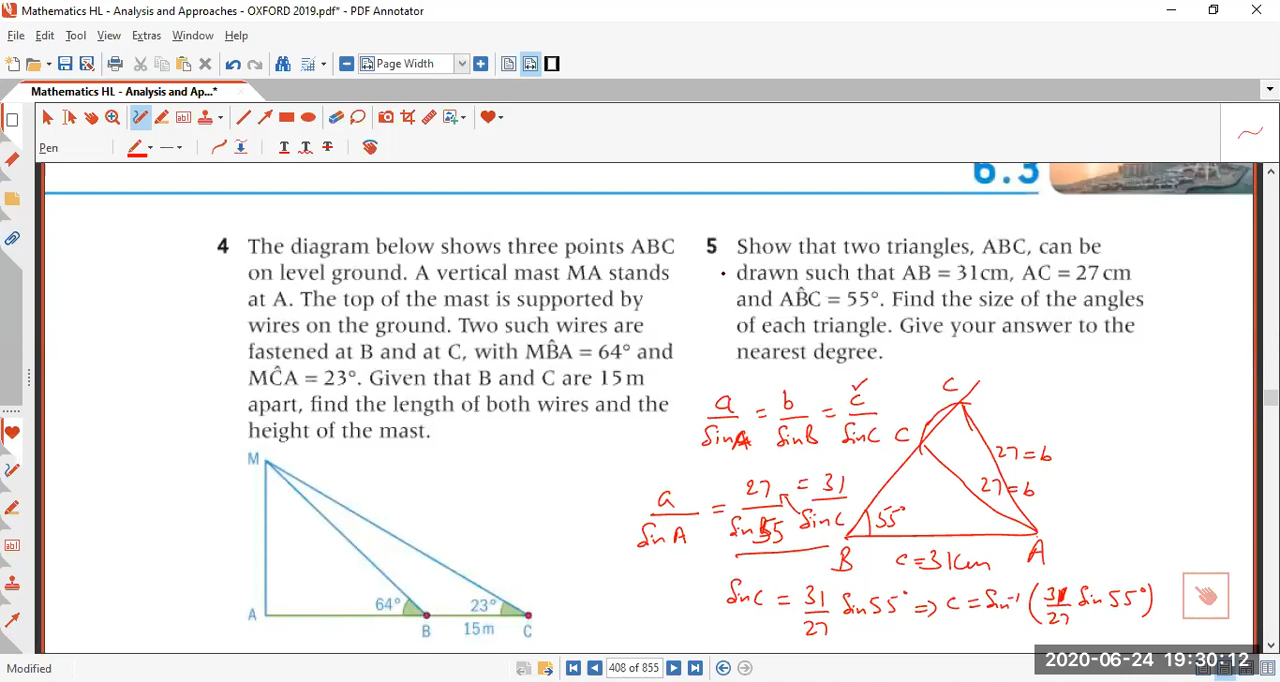 Mathematics HL - Analysis and Approaches - OXFORD 2019.pdf* - PDF Annotator
File Edit Tool View Extras Window Help
Page Width
Mathematics HL - Analysis and Ap...*
Pen
6.3
4 The diagram below shows three points ABC
on level ground. A vertical mast MA stands
at A. The top of the mast is supported by
wires on the ground. Two such wires are
fastened at B and at C, with MB̂A = 64° and
MĈA = 23°. Given that B and C are 15 m
apart, find the length of both wires and the
height of the mast.
M
A
64°
B
23°
15 m
C
5 Show that two triangles, ABC, can be
drawn such that AB = 31 cm, AC = 27 cm
and AB̂C = 55°. Find the size of the angles
of each triangle. Give your answer to the
nearest degree.
a/sinA = b/sinB = c/sinC
a/sinA = 27/sin55 = 31/sinC
C
C
27=b
27=b
55°
B
c=31cm
A
sinC = 31/27 sin55° => C = sin⁻¹(31/27 sin55°)
Modified
408 of 855
2020-06-24 19:30:12